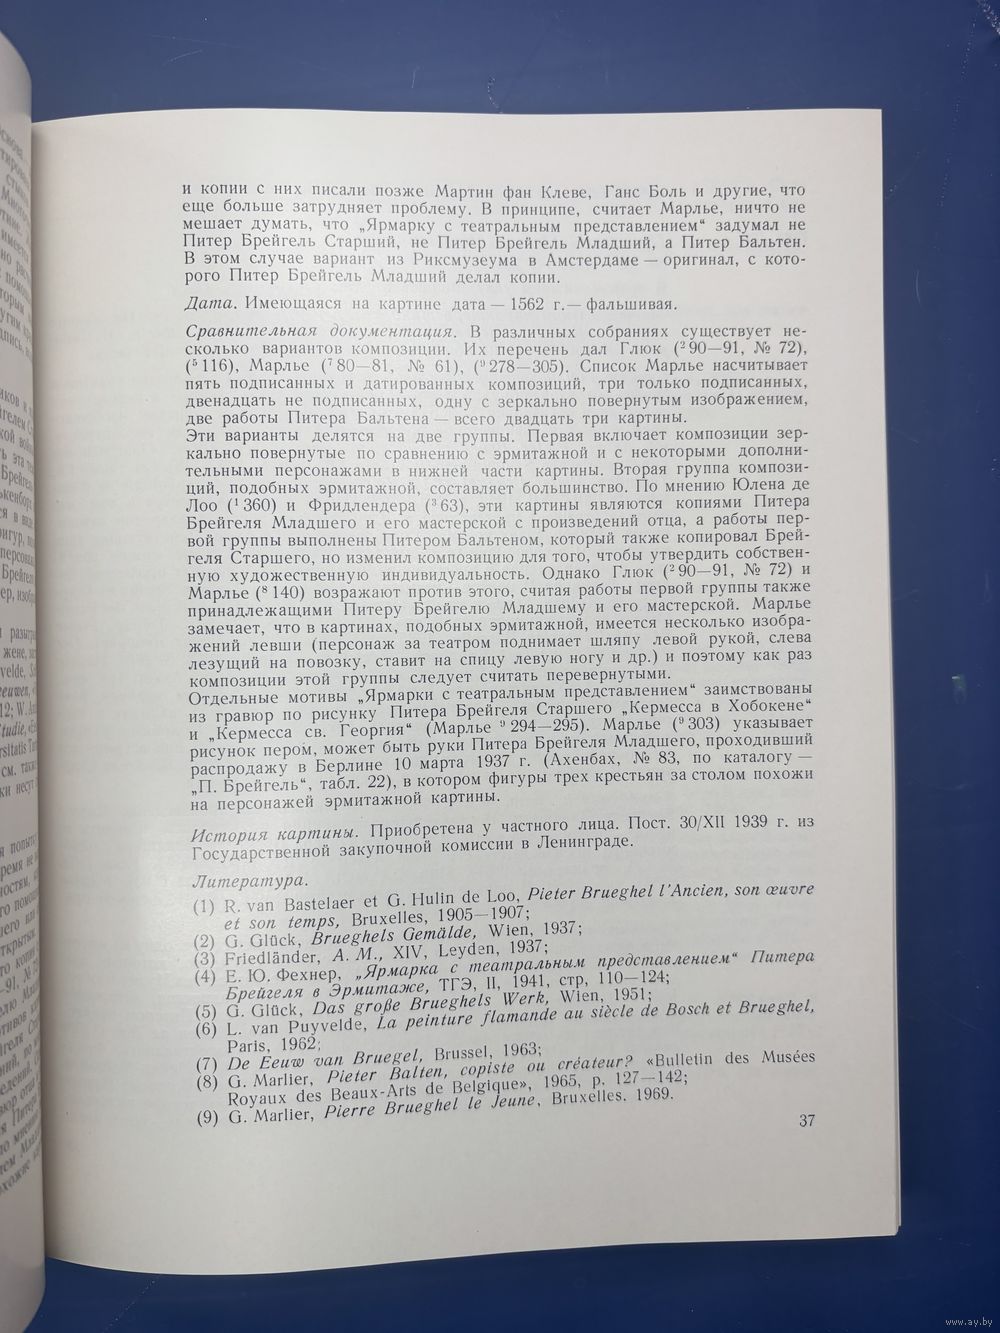 и копии с них писали позже Мартин фан Клеве, Ганс Боль и другие, что
еще больше затрудняет проблему. В принципе, считает Марлье, ничто не
мешает думать, что „Ярмарку с театральным представлением“ задумал не
Питер Брейгель Старший, не Питер Брейгель Младший, а Питер Бальтен.
В этом случае вариант из Риксмузеума в Амстердаме — оригинал, с кото-
рого Питер Брейгель Младший делал копии.
Дата. Имеющаяся на картине дата — 1562 г. — фальшивая.
Сравнительная документация. В различных собраниях существует не-
сколько вариантов композиции. Их перечень дал Глюк (² 90—91, № 72),
(⁵ 116), Марлье (⁷ 80—81, № 61), (⁹ 278—305). Список Марлье насчитывает
пять подписанных и датированных композиций, три только подписанных,
двенадцать не подписанных, одну с зеркально повернутым изображением,
две работы Питера Бальтена — всего двадцать три картины.
Эти варианты делятся на две группы. Первая включает композиции зер-
кально повернутые по сравнению с эрмитажной и с некоторыми дополни-
тельными персонажами в нижней части картины. Вторая группа компози-
ций, подобных эрмитажной, составляет большинство. По мнению Юлена де
Лоо (¹ 360) и Фридлендера (³ 63), эти картины являются копиями Питера
Брейгеля Младшего и его мастерской с произведений отца, а работы пер-
вой группы выполнены Питером Бальтеном, который также копировал Брей-
геля Старшего, но изменил композицию для того, чтобы утвердить собствен-
ную художественную индивидуальность. Однако Глюк (² 90—91, № 72) и
Марлье (⁸ 140) возражают против этого, считая работы первой группы также
принадлежащими Питеру Брейгелю Младшему и его мастерской. Марлье
замечает, что в картинах, подобных эрмитажной, имеется несколько изобра-
жений левши (персонаж за театром поднимает шляпу левой рукой, слева
лезущий на повозку, ставит на спицу левую ногу и др.) и поэтому как раз
композиции этой группы следует считать перевернутыми.
Отдельные мотивы „Ярмарки с театральным представлением“ заимствованы
из гравюр по рисунку Питера Брейгеля Старшего „Кермесса в Хобокене“
и „Кермесса св. Георгия“ (Марлье ⁹ 294—295). Марлье (⁹ 303) указывает
рисунок пером, может быть руки Питера Брейгеля Младшего, проходивший
распродажу в Берлине 10 марта 1937 г. (Ахенбах, № 83, по каталогу —
„П. Брейгель“, табл. 22), в котором фигуры трех крестьян за столом похожи
на персонажей эрмитажной картины.
История картины. Приобретена у частного лица. Пост. 30/XII 1939 г. из
Государственной закупочной комиссии в Ленинграде.
Литература.
(1) R. van Bastelaer et G. Hulin de Loo, Pieter Brueghel l'Ancien, son œuvre
et son temps, Bruxelles, 1905—1907;
(2) G. Glück, Brueghels Gemälde, Wien, 1937;
(3) Friedländer, A. M., XIV, Leyden, 1937;
(4) Е. Ю. Фехнер, „Ярмарка с театральным представлением“ Питера
Брейгеля в Эрмитаже, ТГЭ, II, 1941, стр, 110—124;
(5) G. Glück, Das große Brueghels Werk, Wien, 1951;
(6) L. van Puyvelde, La peinture flamande au siècle de Bosch et Brueghel,
Paris, 1962;
(7) De Eeuw van Bruegel, Brussel, 1963;
(8) G. Marlier, Pieter Balten, copiste ou créateur? «Bulletin des Musées
Royaux des Beaux-Arts de Belgique», 1965, p. 127—142;
(9) G. Marlier, Pierre Brueghel le Jeune, Bruxelles. 1969.
37
www.ay.by